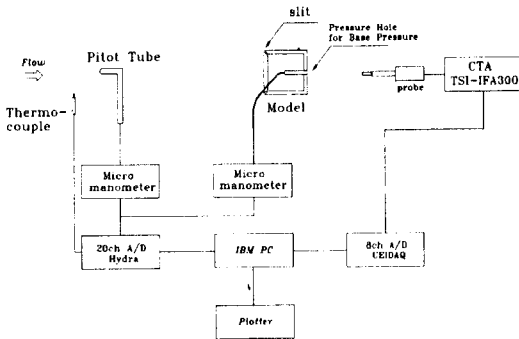 slit
Pressure Hole
for Base Pressure
Flow
Pitot Tube
CTA
TSI-IFA300
probe
Thermo-
couple
Model
Micro
manometer
Micro
manometer
20ch A/D
Hydra
IBM PC
8ch A/D
UEIDAQ
Plotter